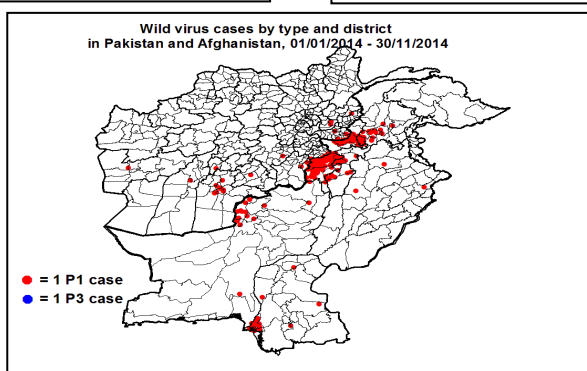 Wild virus cases by type and district
in Pakistan and Afghanistan, 01/01/2014 - 30/11/2014
= 1 P1 case
= 1 P3 case